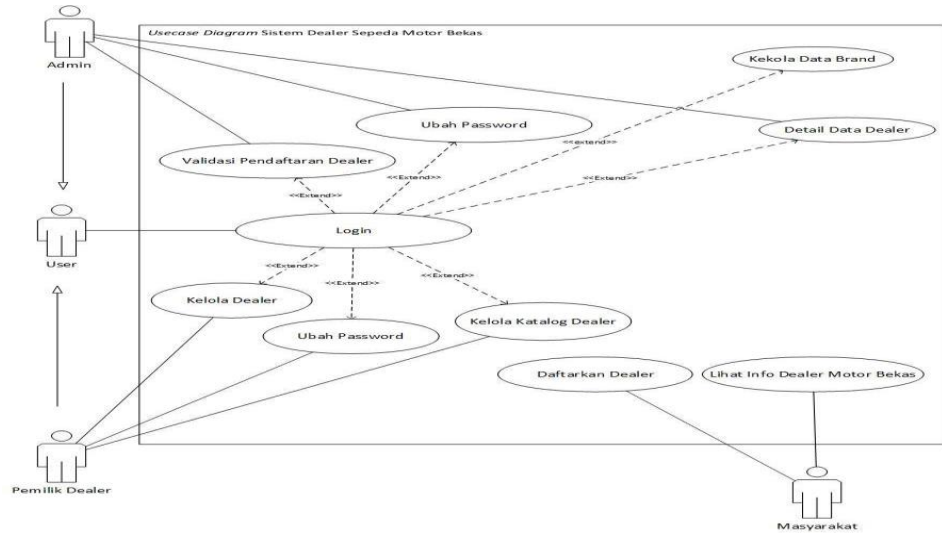 Usecase Diagram Sistem Dealer Sepeda Motor Bekas
Admin
Kekola Data Brand
Ubah Password
Detail Data Dealer
<<extend>>
Validasi Pendaftaran Dealer
<<Extend>>
<<Extend>>
<<Extend>>
Login
User
<<Extend>>
<<Extend>>
<<Extend>>
Kelola Dealer
Kelola Katalog Dealer
Ubah Password
Daftarkan Dealer
Lihat Info Dealer Motor Bekas
Pemilik Dealer
Masyarakat